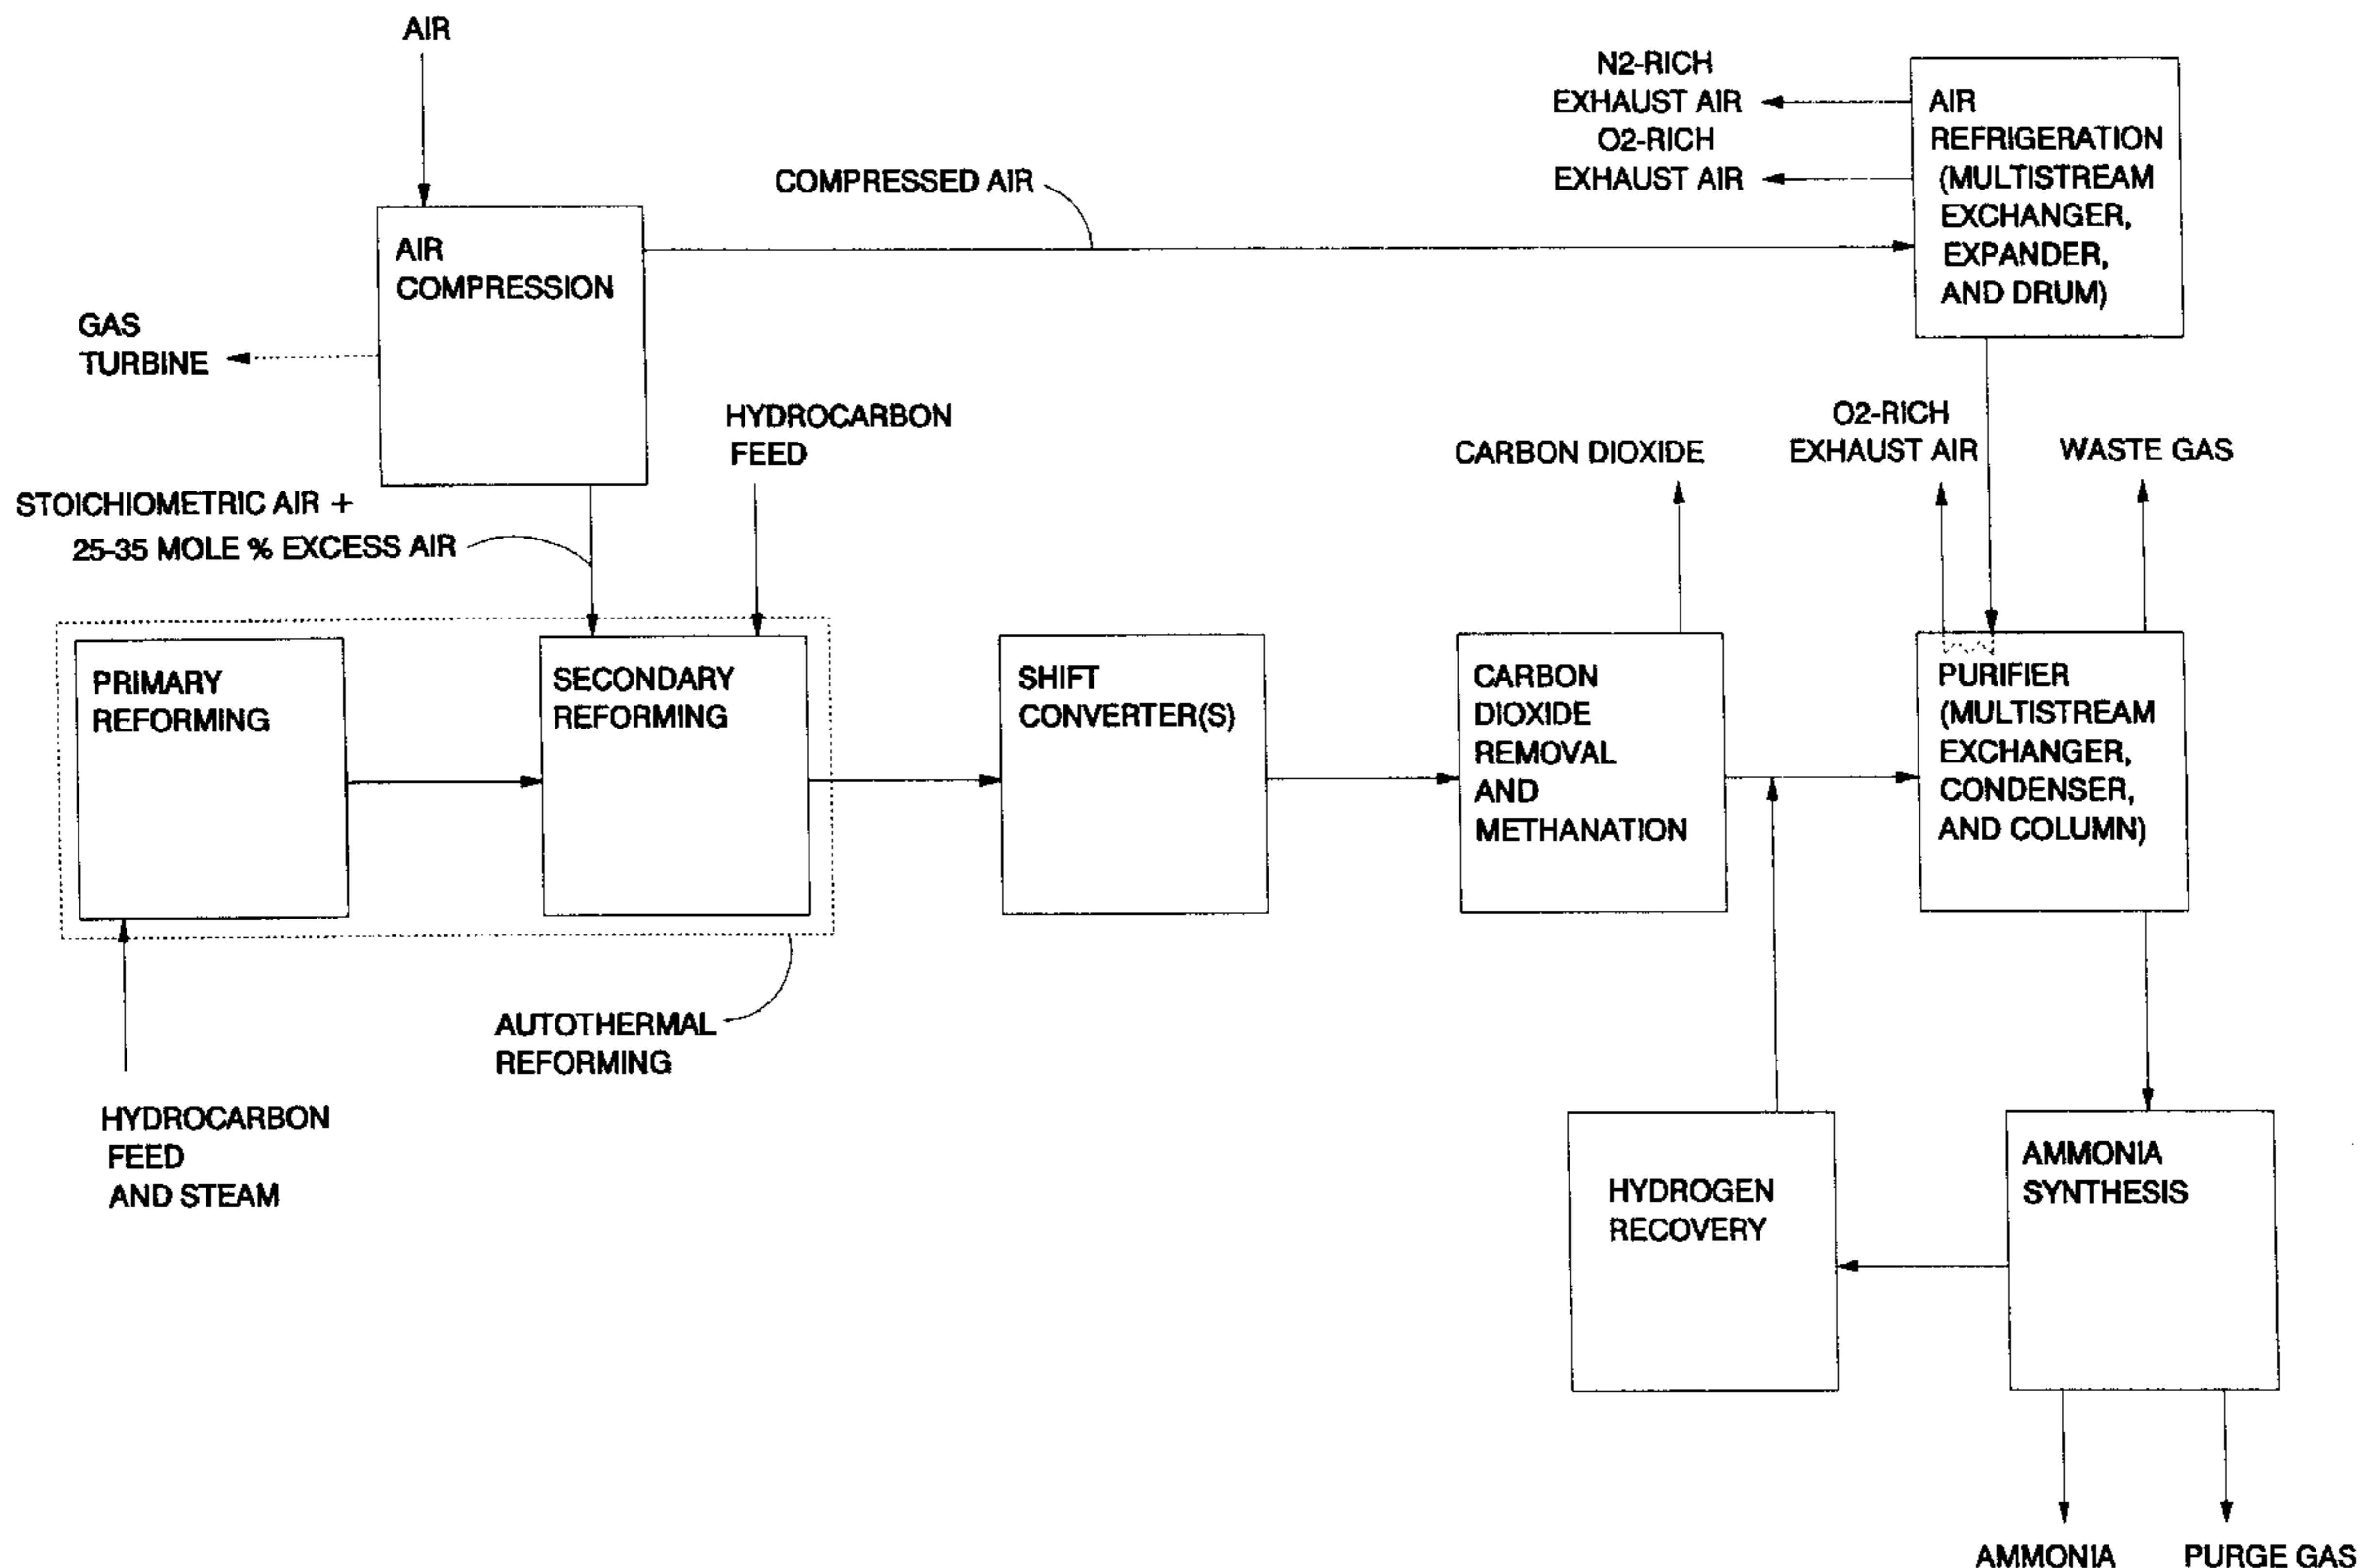 AIR
N2-RICH
EXHAUST AIR
O2-RICH
EXHAUST AIR
AIR
REFRIGERATION
(MULTISTREAM
EXCHANGER,
EXPANDER,
AND DRUM)
COMPRESSED AIR
AIR
COMPRESSION
GAS
TURBINE
HYDROCARBON
FEED
CARBON DIOXIDE
O2-RICH
EXHAUST AIR
WASTE GAS
STOICHIOMETRIC AIR +
25-35 MOLE % EXCESS AIR
PRIMARY
REFORMING
SECONDARY
REFORMING
SHIFT
CONVERTER(S)
CARBON
DIOXIDE
REMOVAL
AND
METHANATION
PURIFIER
(MULTISTREAM
EXCHANGER,
CONDENSER,
AND COLUMN)
AUTOTHERMAL
REFORMING
HYDROCARBON
FEED
AND STEAM
HYDROGEN
RECOVERY
AMMONIA
SYNTHESIS
AMMONIA
PURGE GAS